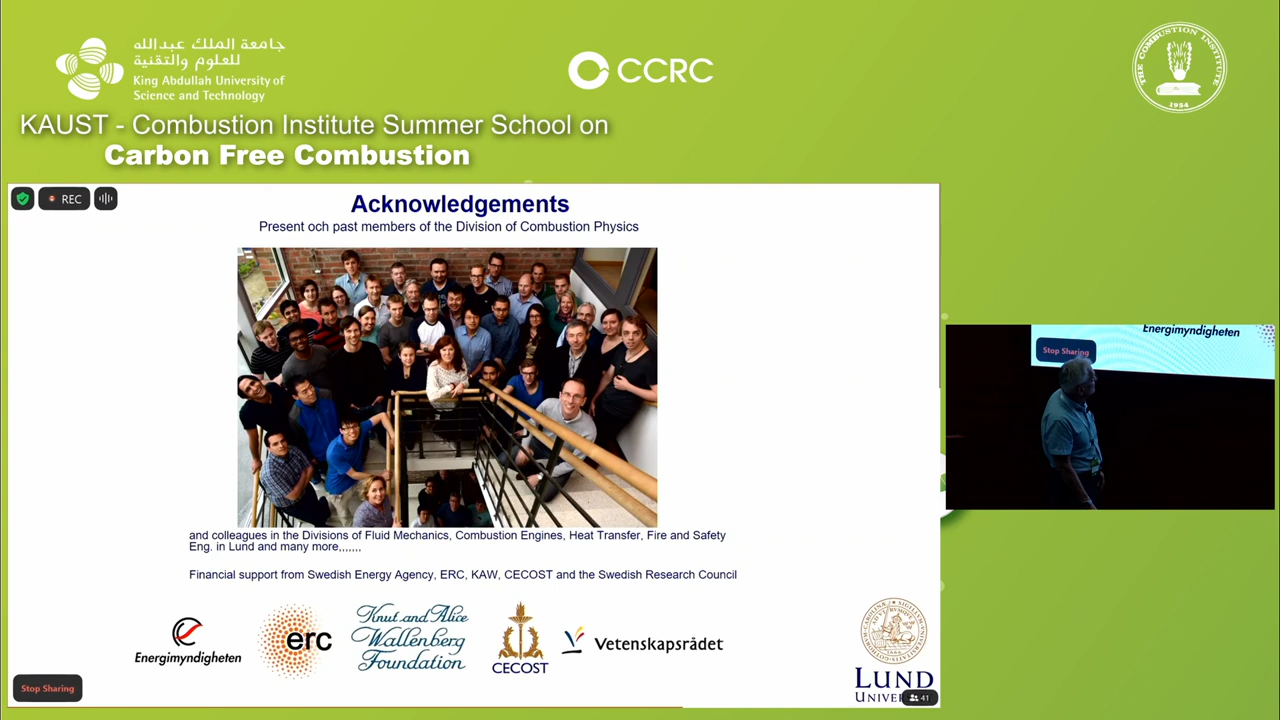 جامعة الملك عبدالله
للعلوم والتقنية
King Abdullah University of
Science and Technology
CCRC
THE COMBUSTION INSTITUTE
1954
KAUST - Combustion Institute Summer School on
Carbon Free Combustion
REC
Acknowledgements
Present och past members of the Division of Combustion Physics
and colleagues in the Divisions of Fluid Mechanics, Combustion Engines, Heat Transfer, Fire and Safety
Eng. in Lund and many more,,,,,,,
Financial support from Swedish Energy Agency, ERC, KAW, CECOST and the Swedish Research Council
Energimyndigheten
erc
Knut and Alice
Wallenberg
Foundation
CECOST
Vetenskapsrådet
LUND
Stop Sharing
41
Energimyndigheten
Stop Sharing